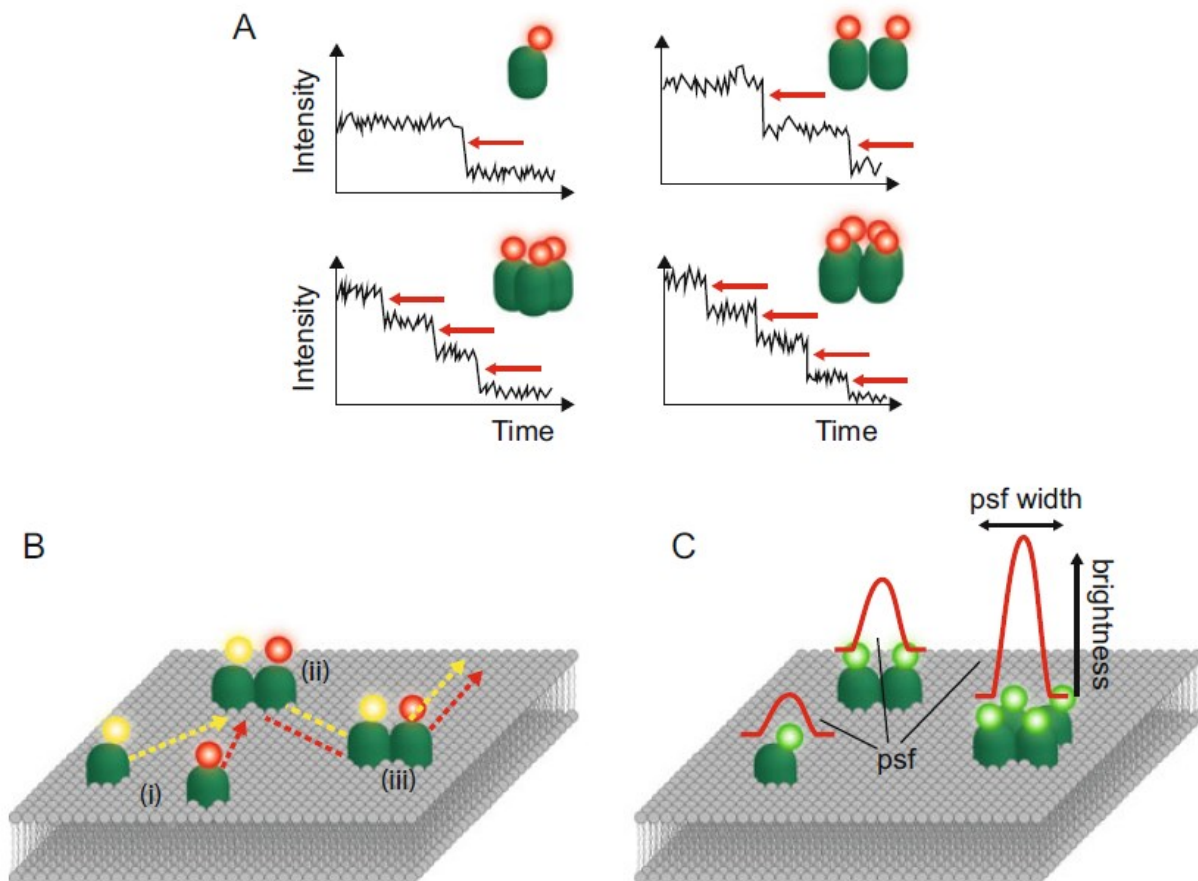 A
Intensity
Intensity
Time
Time
B
(i)
(ii)
(iii)
C
psf width
brightness
psf